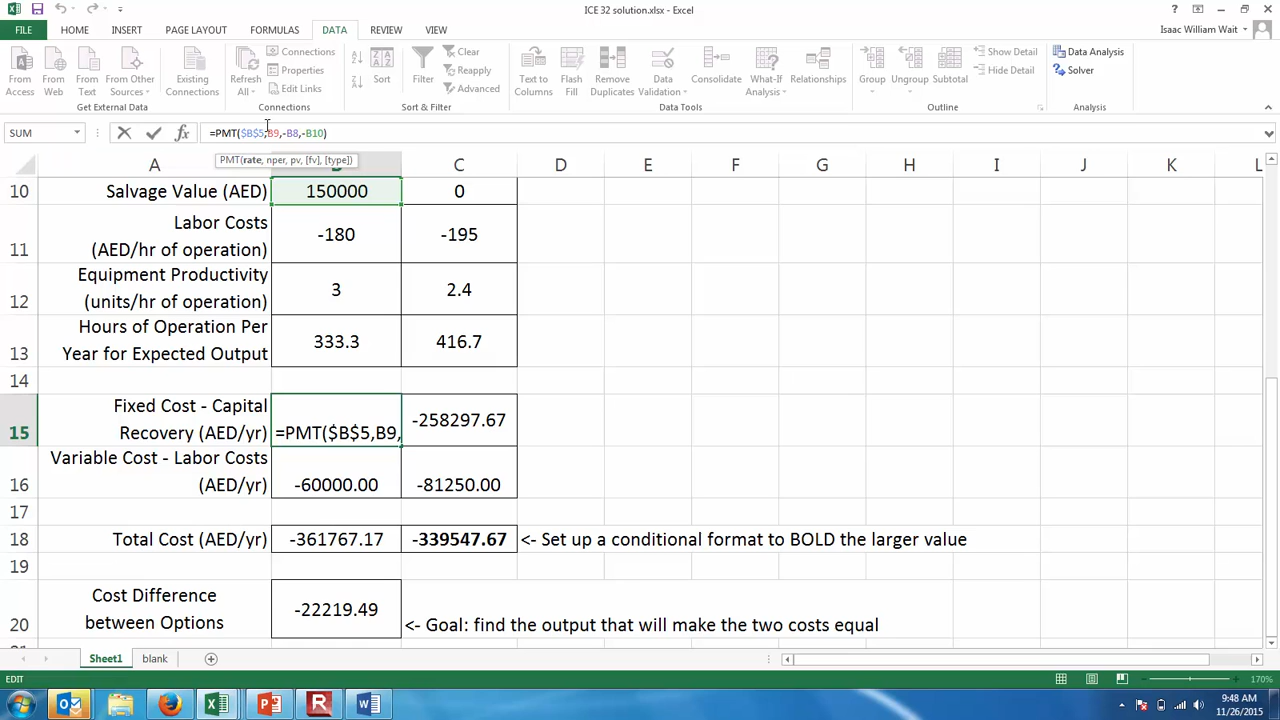 ICE 32 solution.xlsx - Excel
FILE HOME INSERT PAGE LAYOUT FORMULAS DATA REVIEW VIEW Isaac William Wait
From Access From Web From Text From Other Sources Existing Connections Refresh All Connections Properties Edit Links Sort Filter Clear Reapply Advanced Text to Columns Flash Fill Remove Duplicates Data Validation Consolidate What-If Analysis Relationships Group Ungroup Subtotal Show Detail Hide Detail Data Analysis Solver
Get External Data Connections Sort & Filter Data Tools Outline Analysis
SUM fx =PMT($B$5,B9,-B8,-B10)
PMT(rate, nper, pv, [fv], [type])
A C D E F G H I J K L
10 Salvage Value (AED) 150000 0
Labor Costs
11 (AED/hr of operation) -180 -195
Equipment Productivity
12 (units/hr of operation) 3 2.4
Hours of Operation Per
13 Year for Expected Output 333.3 416.7
14
Fixed Cost - Capital
15 Recovery (AED/yr) =PMT($B$5,B9, -258297.67
Variable Cost - Labor Costs
16 (AED/yr) -60000.00 -81250.00
17
18 Total Cost (AED/yr) -361767.17 -339547.67 <- Set up a conditional format to BOLD the larger value
19
Cost Difference
20 between Options -22219.49 <- Goal: find the output that will make the two costs equal
Sheet1 blank
EDIT 170%
9:48 AM
11/26/2015